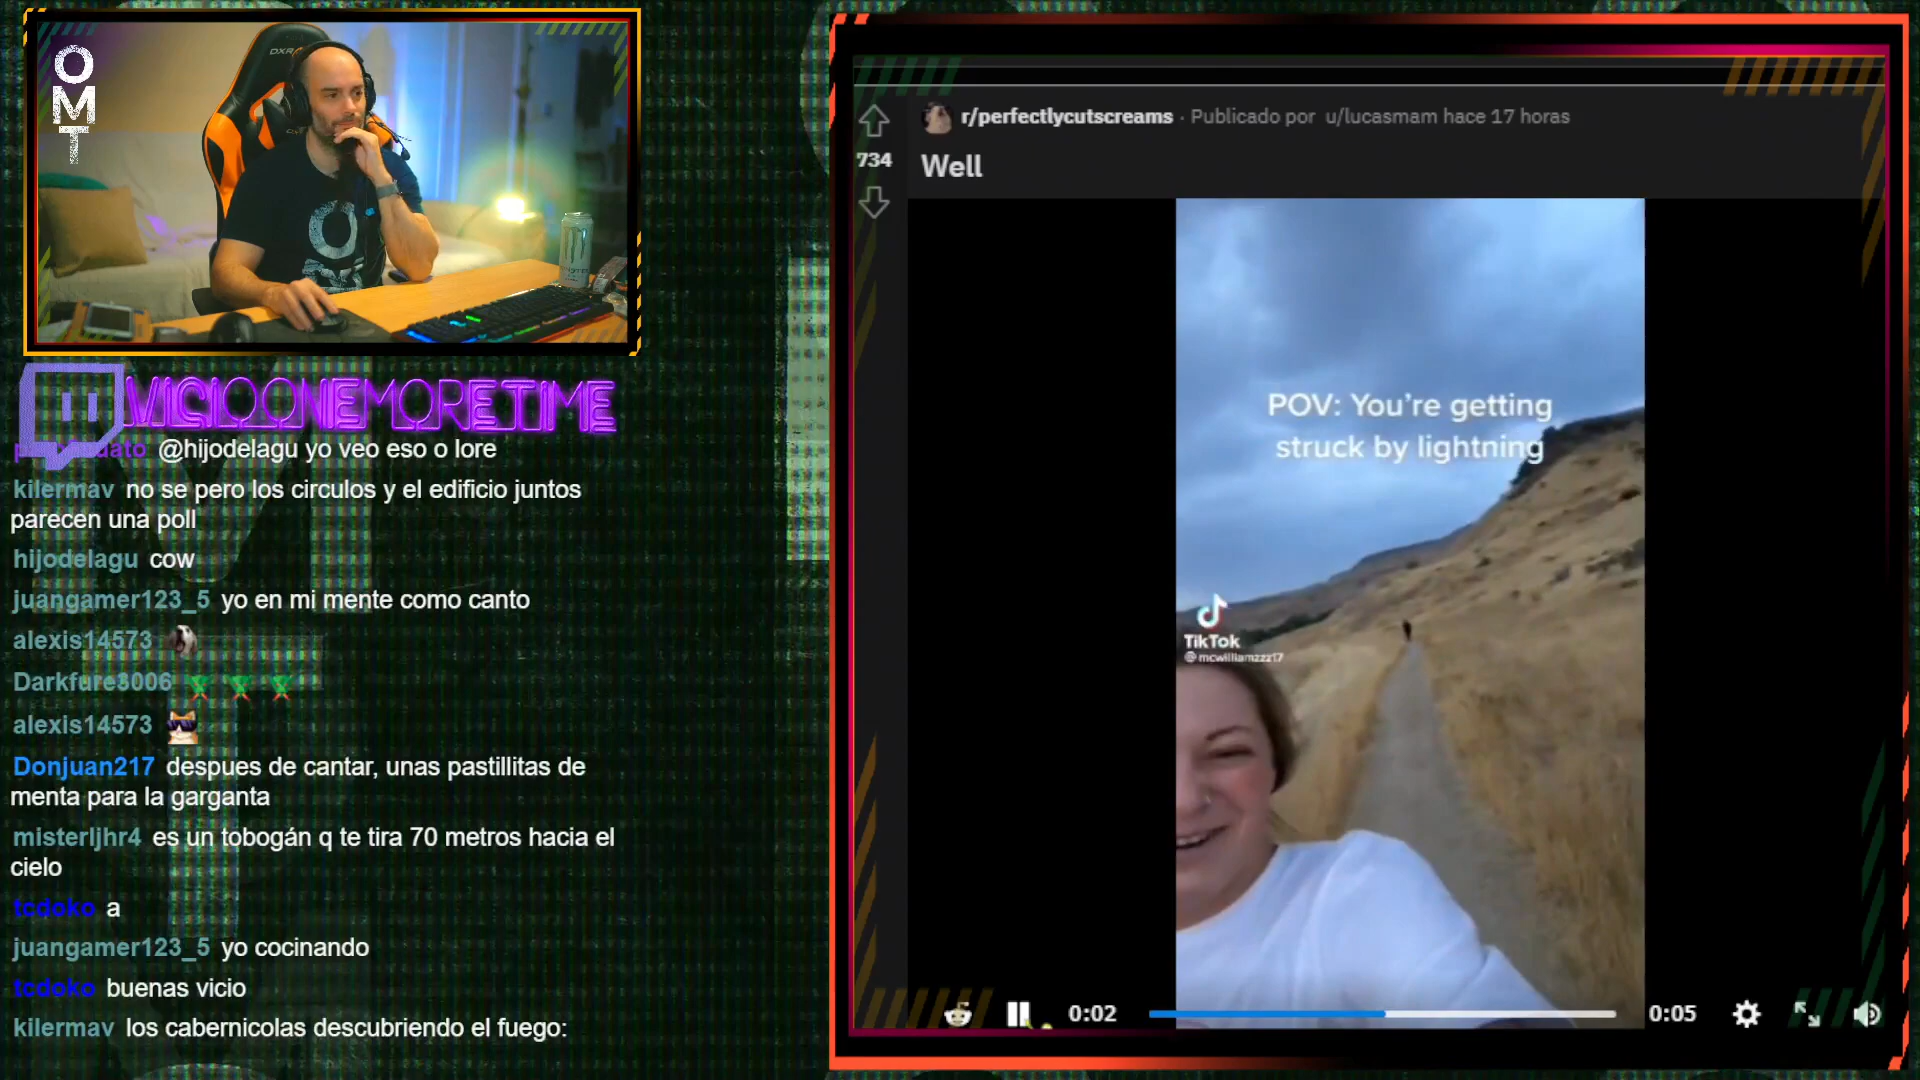 O
M
T
DXR
VICIOONEMORETIME
@hijodelagu yo veo eso o lore
kilermav no se pero los circulos y el edificio juntos
parecen una poll
hijodelagu cow
juangamer123_5 yo en mi mente como canto
alexis14573
Darkfure3006
alexis14573
Donjuan217 despues de cantar, unas pastillitas de
menta para la garganta
misterljhr4 es un tobogán q te tira 70 metros hacia el
cielo
tcdoko a
juangamer123_5 yo cocinando
tcdoko buenas vicio
kilermav los cabernicolas descubriendo el fuego:
r/perfectlycutscreams · Publicado por u/lucasmam hace 17 horas
734
Well
POV: You're getting
struck by lightning
TikTok
@mcwilliamzzz17
0:02 0:05